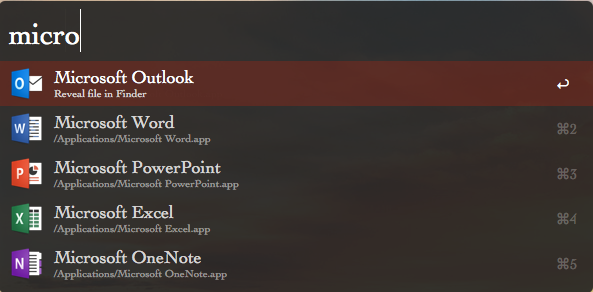 micro
Microsoft Outlook
Reveal file in Finder
↩
Microsoft Word
/Applications/Microsoft Word.app
⌘2
Microsoft PowerPoint
/Applications/Microsoft PowerPoint.app
⌘3
Microsoft Excel
/Applications/Microsoft Excel.app
⌘4
Microsoft OneNote
/Applications/Microsoft OneNote.app
⌘5